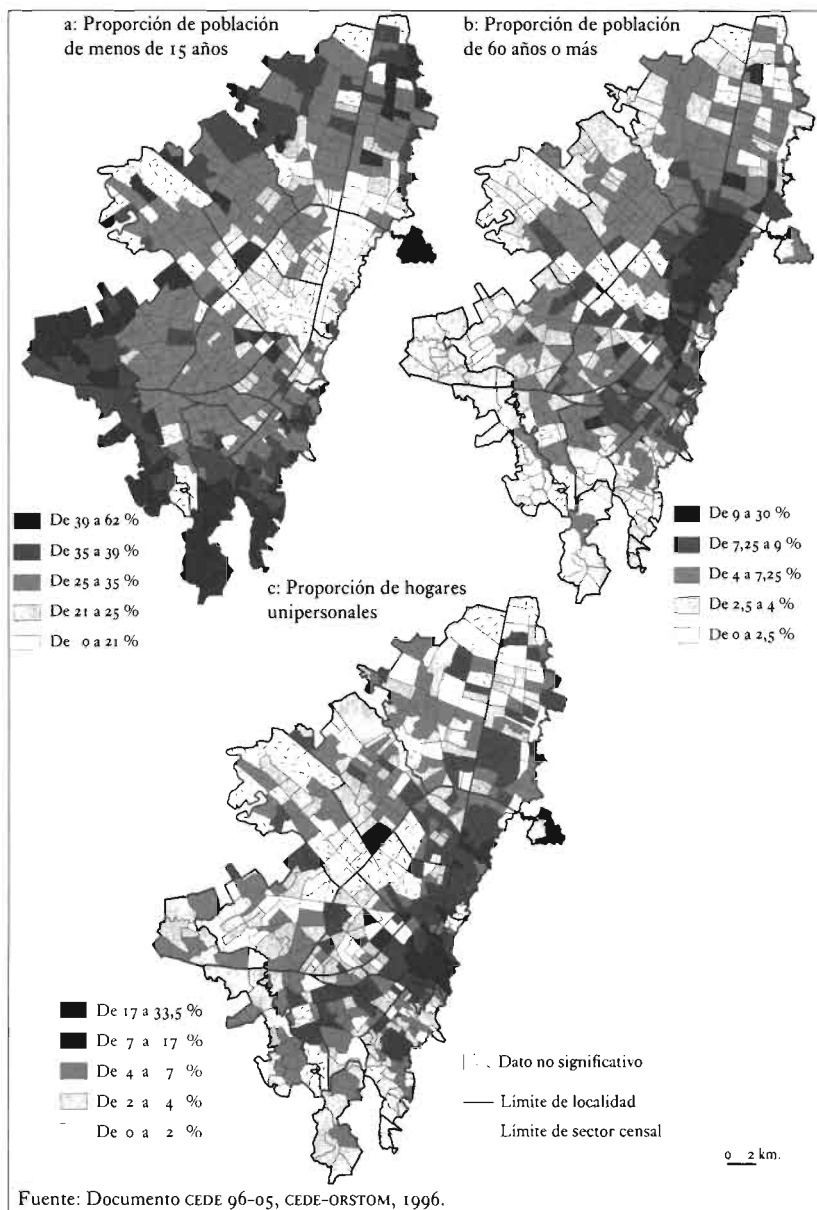 a: Proporción de población
de menos de 15 años
b: Proporción de población
de 60 años o más
De 39 a 62 %
De 35 a 39 %
De 25 a 35 %
De 21 a 25 %
De 0 a 21 %
De 9 a 30 %
De 7,25 a 9 %
De 4 a 7,25 %
De 2,5 a 4 %
De 0 a 2,5 %
c: Proporción de hogares
unipersonales
De 17 a 33,5 %
De 7 a 17 %
De 4 a 7 %
De 2 a 4 %
De 0 a 2 %
Dato no significativo
Límite de localidad
Límite de sector censal
0 2 km.
Fuente: Documento CEDE 96-05, CEDE-ORSTOM, 1996.